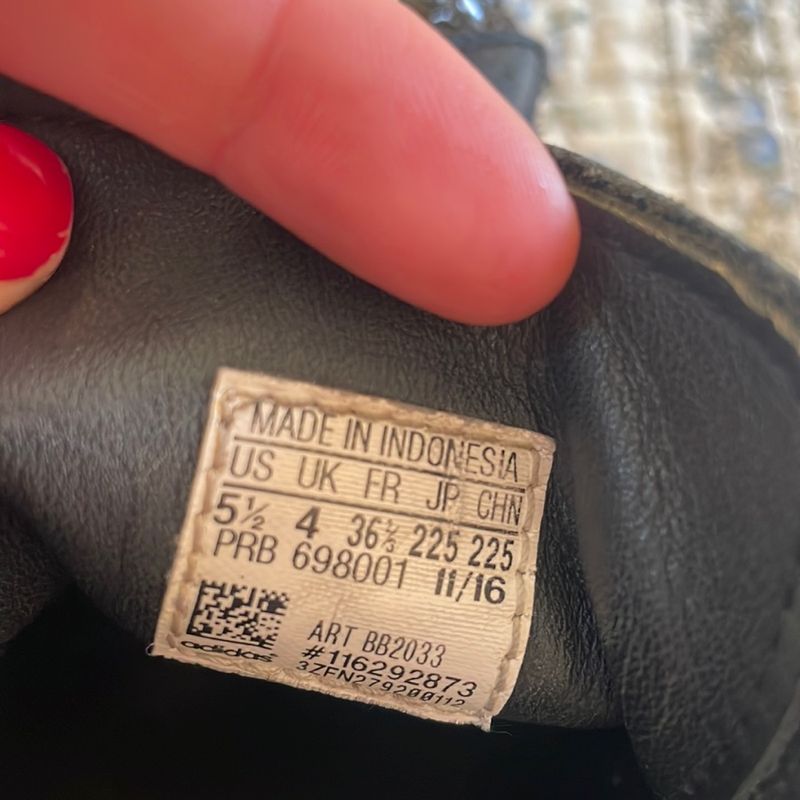 MADE IN INDONESIA
US UK FR JP CHN
5½ 4 36⅔ 225 225
PRB 698001 11/16
ART BB2033
adidas #116292873
3ZFN279200112